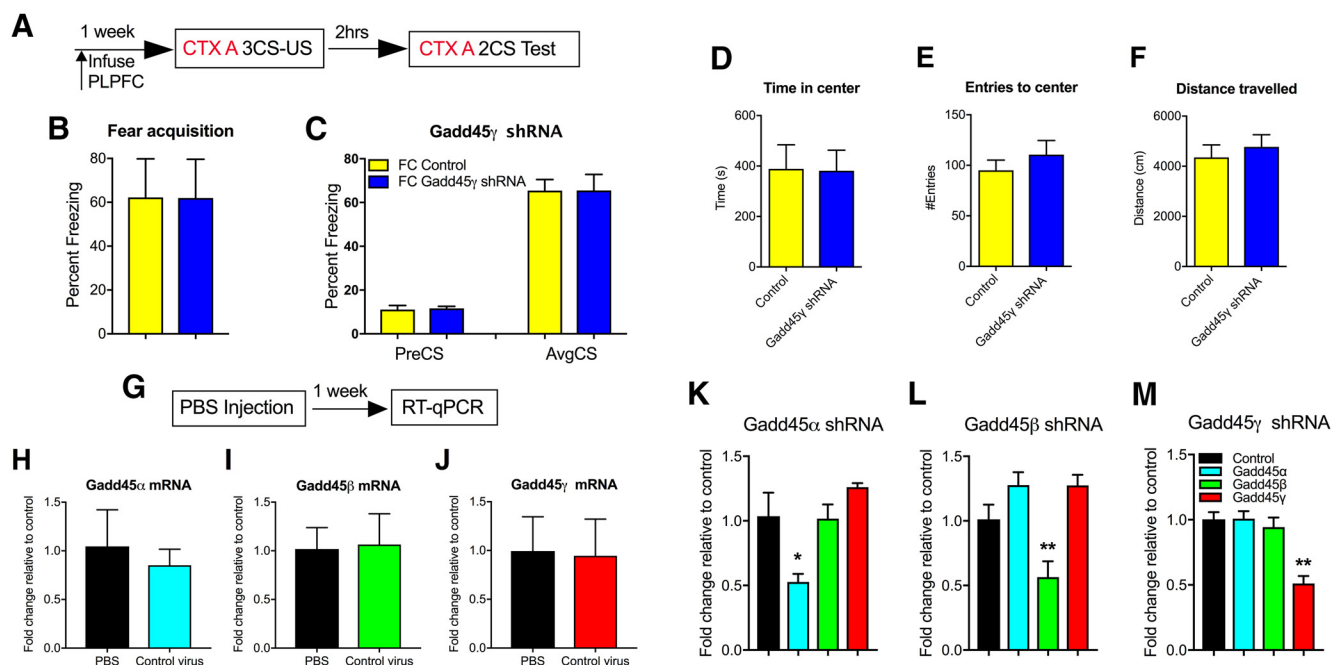 A
1 week
Infuse
PLPFC
CTX A 3CS-US
2hrs
CTX A 2CS Test
B
Fear acquisition
Percent Freezing
80
60
40
20
0
C
Gadd45γ shRNA
FC Control
FC Gadd45γ shRNA
Percent Freezing
80
60
40
20
0
PreCS
AvgCS
D
Time in center
Time (s)
600
400
200
0
Control
Gadd45γ shRNA
E
Entries to center
#Entries
150
100
50
0
Control
Gadd45γ shRNA
F
Distance travelled
Distance (cm)
6000
4000
2000
0
Control
Gadd45γ shRNA
G
PBS Injection
1 week
RT-qPCR
H
Gadd45α mRNA
Fold change relative to control
1.5
1.0
0.5
0.0
PBS
Control virus
I
Gadd45β mRNA
Fold change relative to control
1.5
1.0
0.5
0.0
PBS
Control virus
J
Gadd45γ mRNA
Fold change relative to control
1.5
1.0
0.5
0.0
PBS
Control virus
K
Gadd45α shRNA
Fold change relative to control
1.5
1.0
0.5
0.0
*
L
Gadd45β shRNA
Fold change relative to control
1.5
1.0
0.5
0.0
**
M
Gadd45γ shRNA
Control
Gadd45α
Gadd45β
Gadd45γ
Fold change relative to control
1.5
1.0
0.5
0.0
**